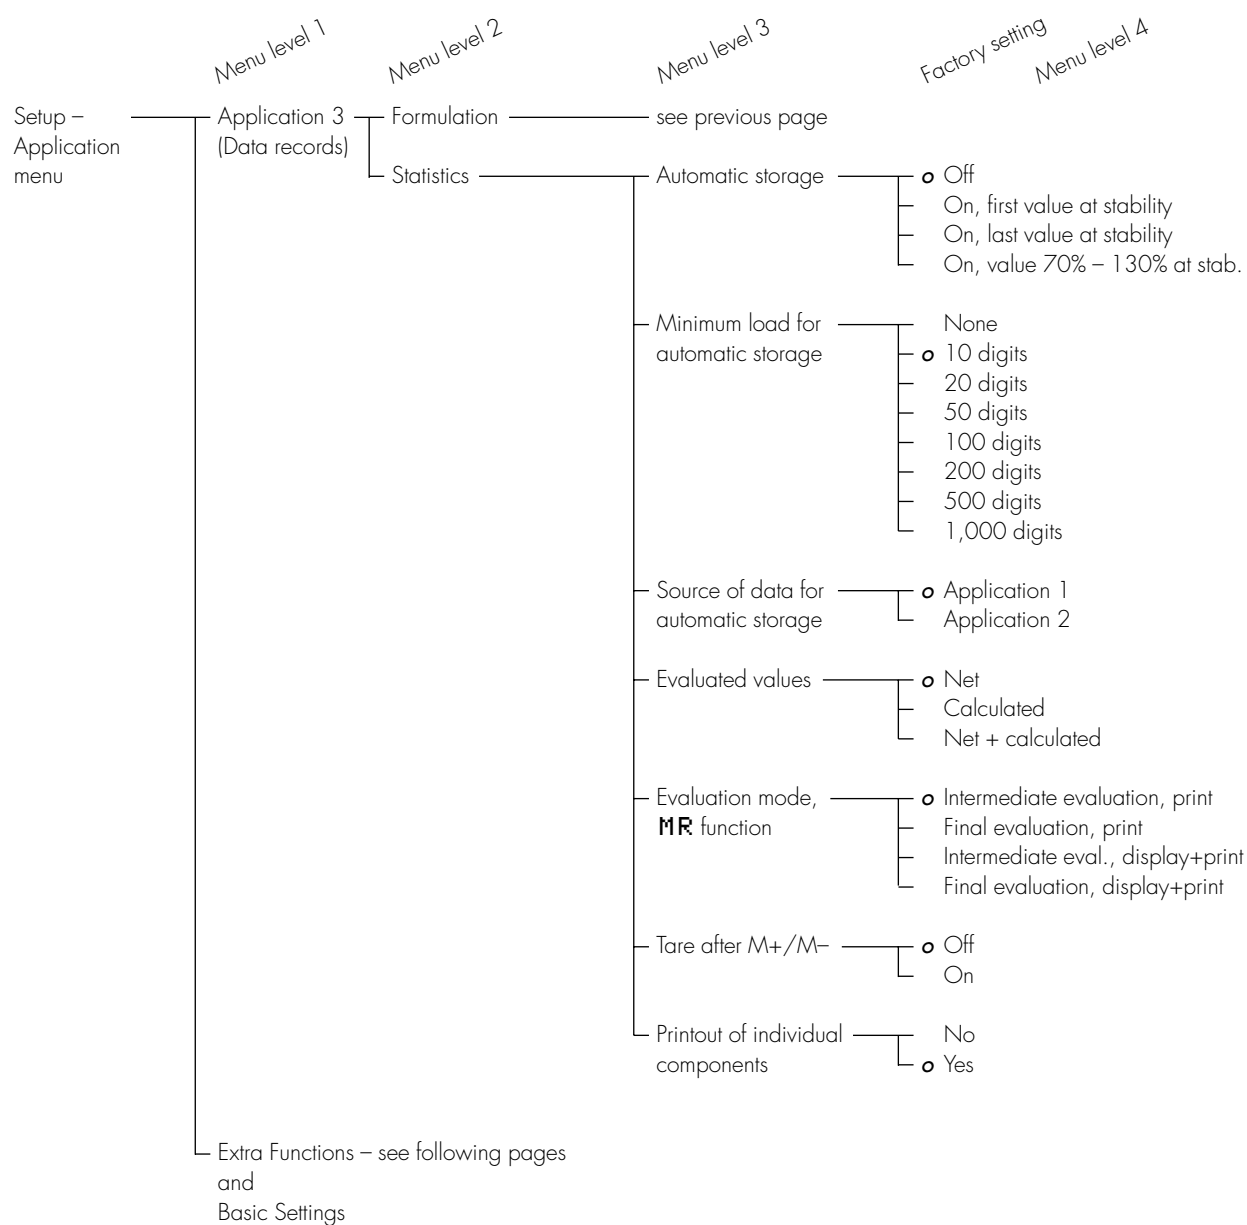 Menu level 1 Menu level 2 Menu level 3 Factory setting Menu level 4
Setup – Application 3 Formulation see previous page
Application (Data records)
menu Statistics Automatic storage o Off
On, first value at stability
On, last value at stability
On, value 70% – 130% at stab.
Minimum load for None
automatic storage o 10 digits
20 digits
50 digits
100 digits
200 digits
500 digits
1,000 digits
Source of data for o Application 1
automatic storage Application 2
Evaluated values o Net
Calculated
Net + calculated
Evaluation mode, o Intermediate evaluation, print
MR function Final evaluation, print
Intermediate eval., display+print
Final evaluation, display+print
Tare after M+/M– o Off
On
Printout of individual No
components o Yes
Extra Functions – see following pages
and
Basic Settings